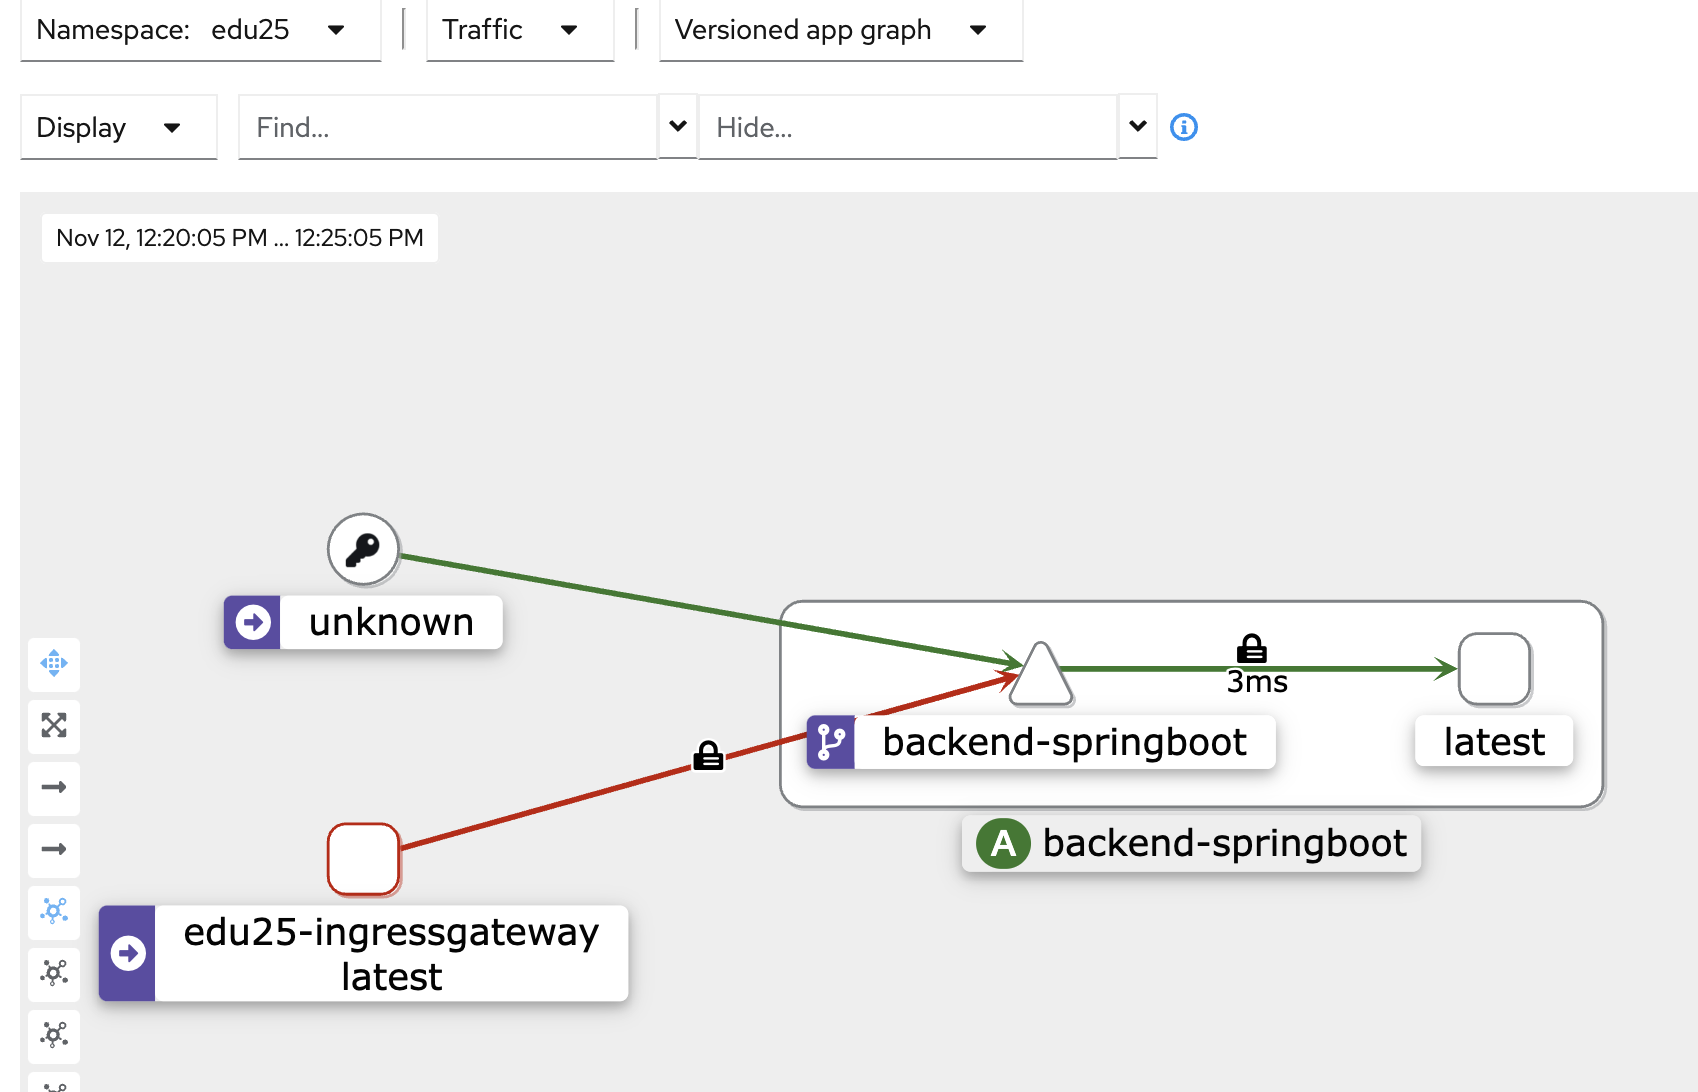 Namespace: edu25
Traffic
Versioned app graph
Display
Find...
Hide...
Nov 12, 12:20:05 PM ... 12:25:05 PM
unknown
3ms
backend-springboot
latest
A backend-springboot
edu25-ingressgateway
latest